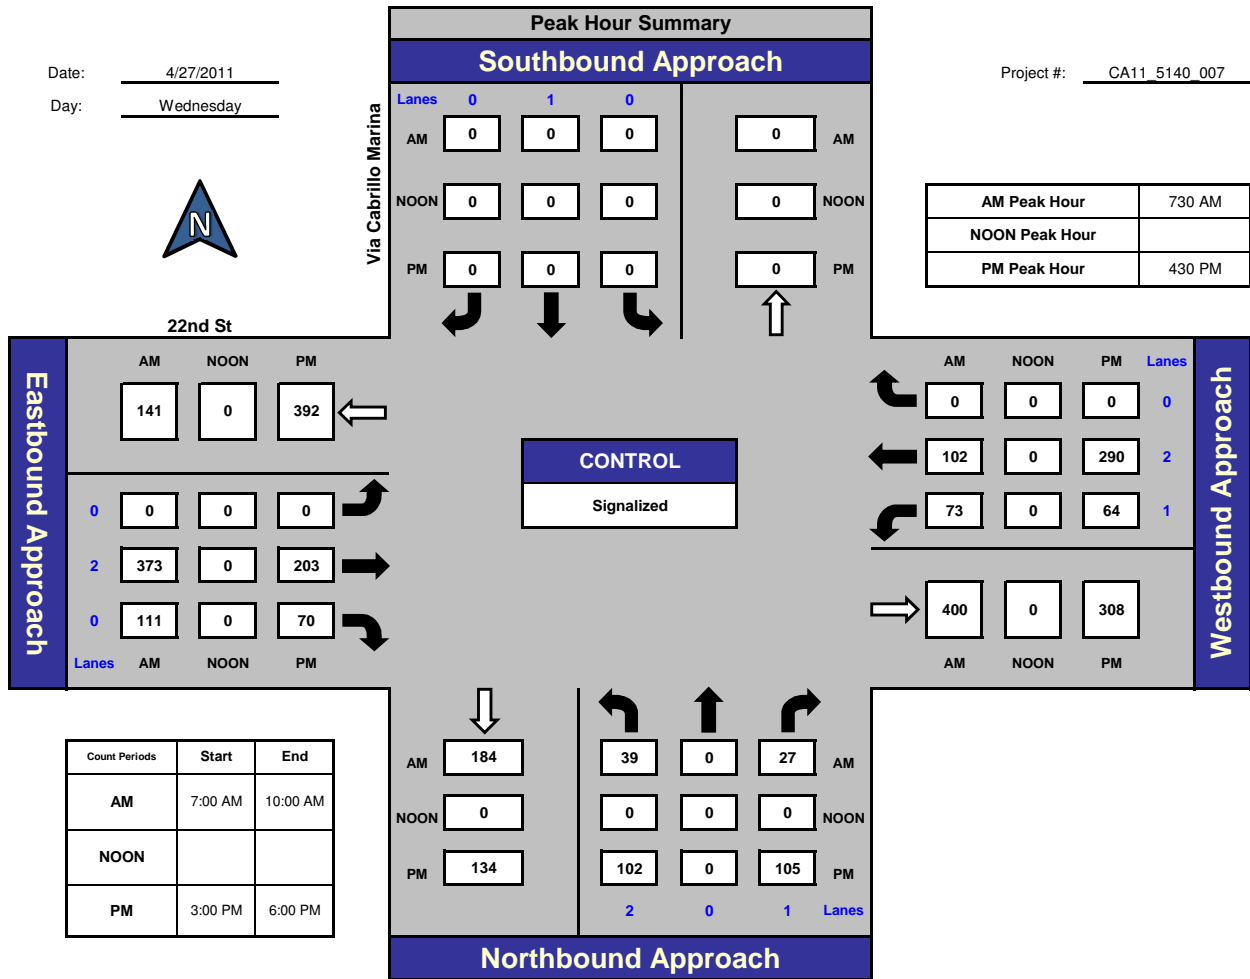 Peak Hour Summary
Southbound Approach
Date: 4/27/2011
Project #: CA11_5140_007
Day: Wednesday
Via Cabrillo Marina
Lanes 0 1 0
AM 0 0 0 0 AM
NOON 0 0 0 0 NOON
PM 0 0 0 0 PM
N
AM Peak Hour 730 AM
NOON Peak Hour
PM Peak Hour 430 PM
22nd St
Eastbound Approach
AM NOON PM
141 0 392
0 0 0 0
2 373 0 203
0 111 0 70
Lanes AM NOON PM
CONTROL
Signalized
AM NOON PM Lanes
0 0 0 0
102 0 290 2
73 0 64 1
400 0 308
AM NOON PM
Westbound Approach
Count Periods Start End
AM 7:00 AM 10:00 AM
NOON
PM 3:00 PM 6:00 PM
AM 184 39 0 27 AM
NOON 0 0 0 0 NOON
PM 134 102 0 105 PM
2 0 1 Lanes
Northbound Approach